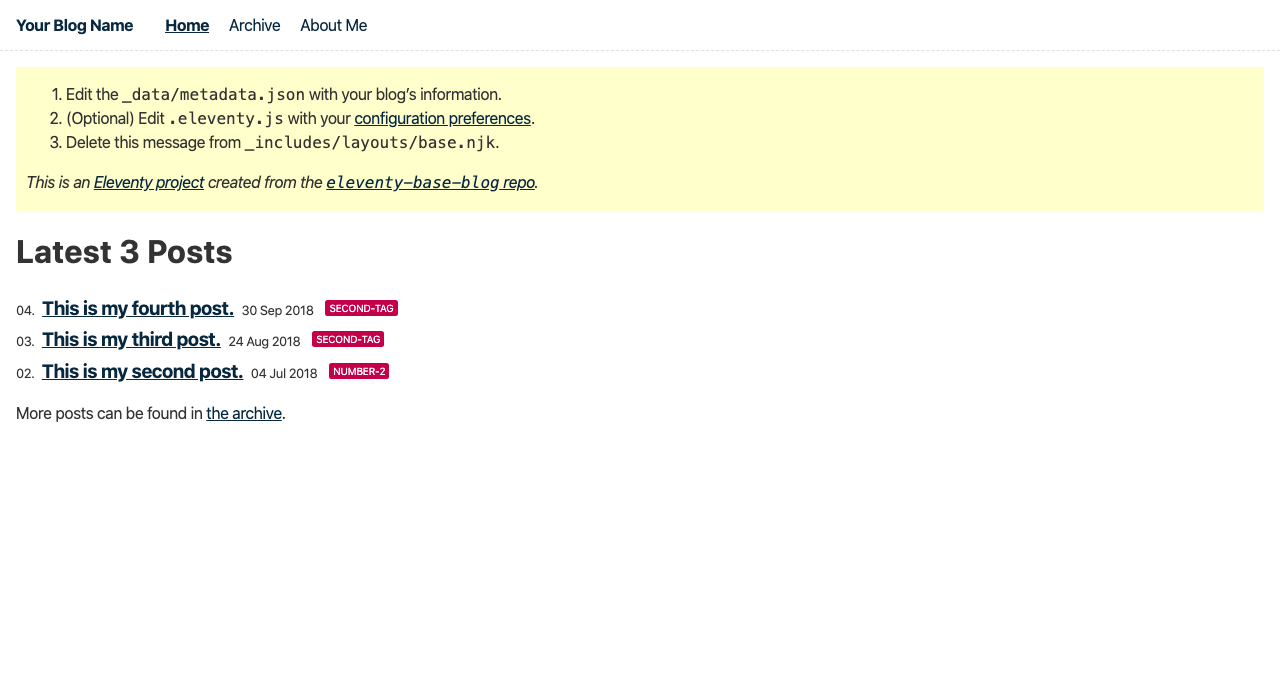 Your Blog Name Home Archive About Me
1. Edit the _data/metadata.json with your blog’s information.
2. (Optional) Edit .eleventy.js with your configuration preferences.
3. Delete this message from _includes/layouts/base.njk.
This is an Eleventy project created from the eleventy-base-blog repo.
Latest 3 Posts
04. This is my fourth post. 30 Sep 2018 SECOND-TAG
03. This is my third post. 24 Aug 2018 SECOND-TAG
02. This is my second post. 04 Jul 2018 NUMBER-2
More posts can be found in the archive.